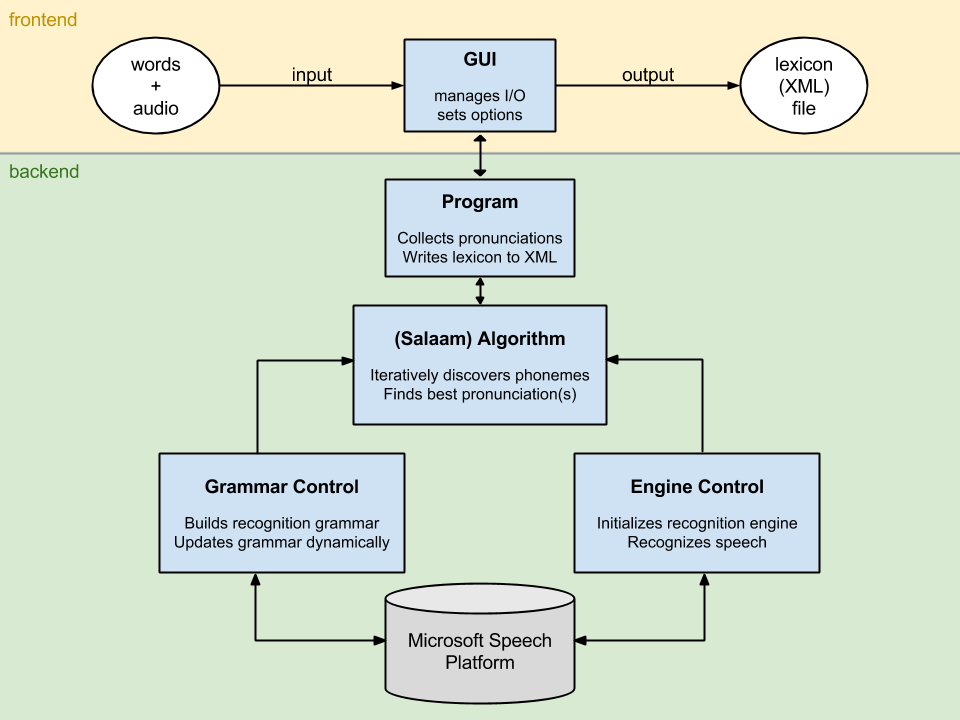 frontend
words
+
audio
input
GUI
manages I/O
sets options
output
lexicon
(XML)
file
backend
Program
Collects pronunciations
Writes lexicon to XML
(Salaam) Algorithm
Iteratively discovers phonemes
Finds best pronunciation(s)
Grammar Control
Builds recognition grammar
Updates grammar dynamically
Engine Control
Initializes recognition engine
Recognizes speech
Microsoft Speech
Platform